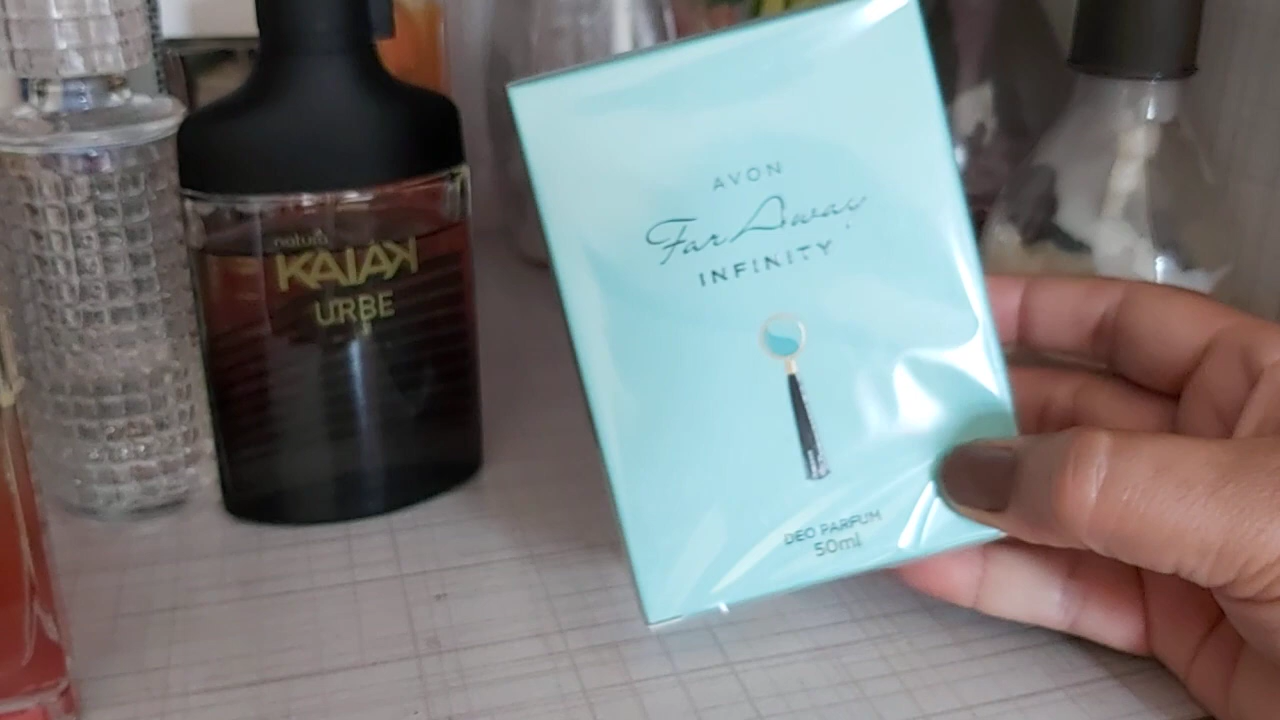 natura
KAIAK
URBE
AVON
Far Away
INFINITY
DEO PARFUM
50ml